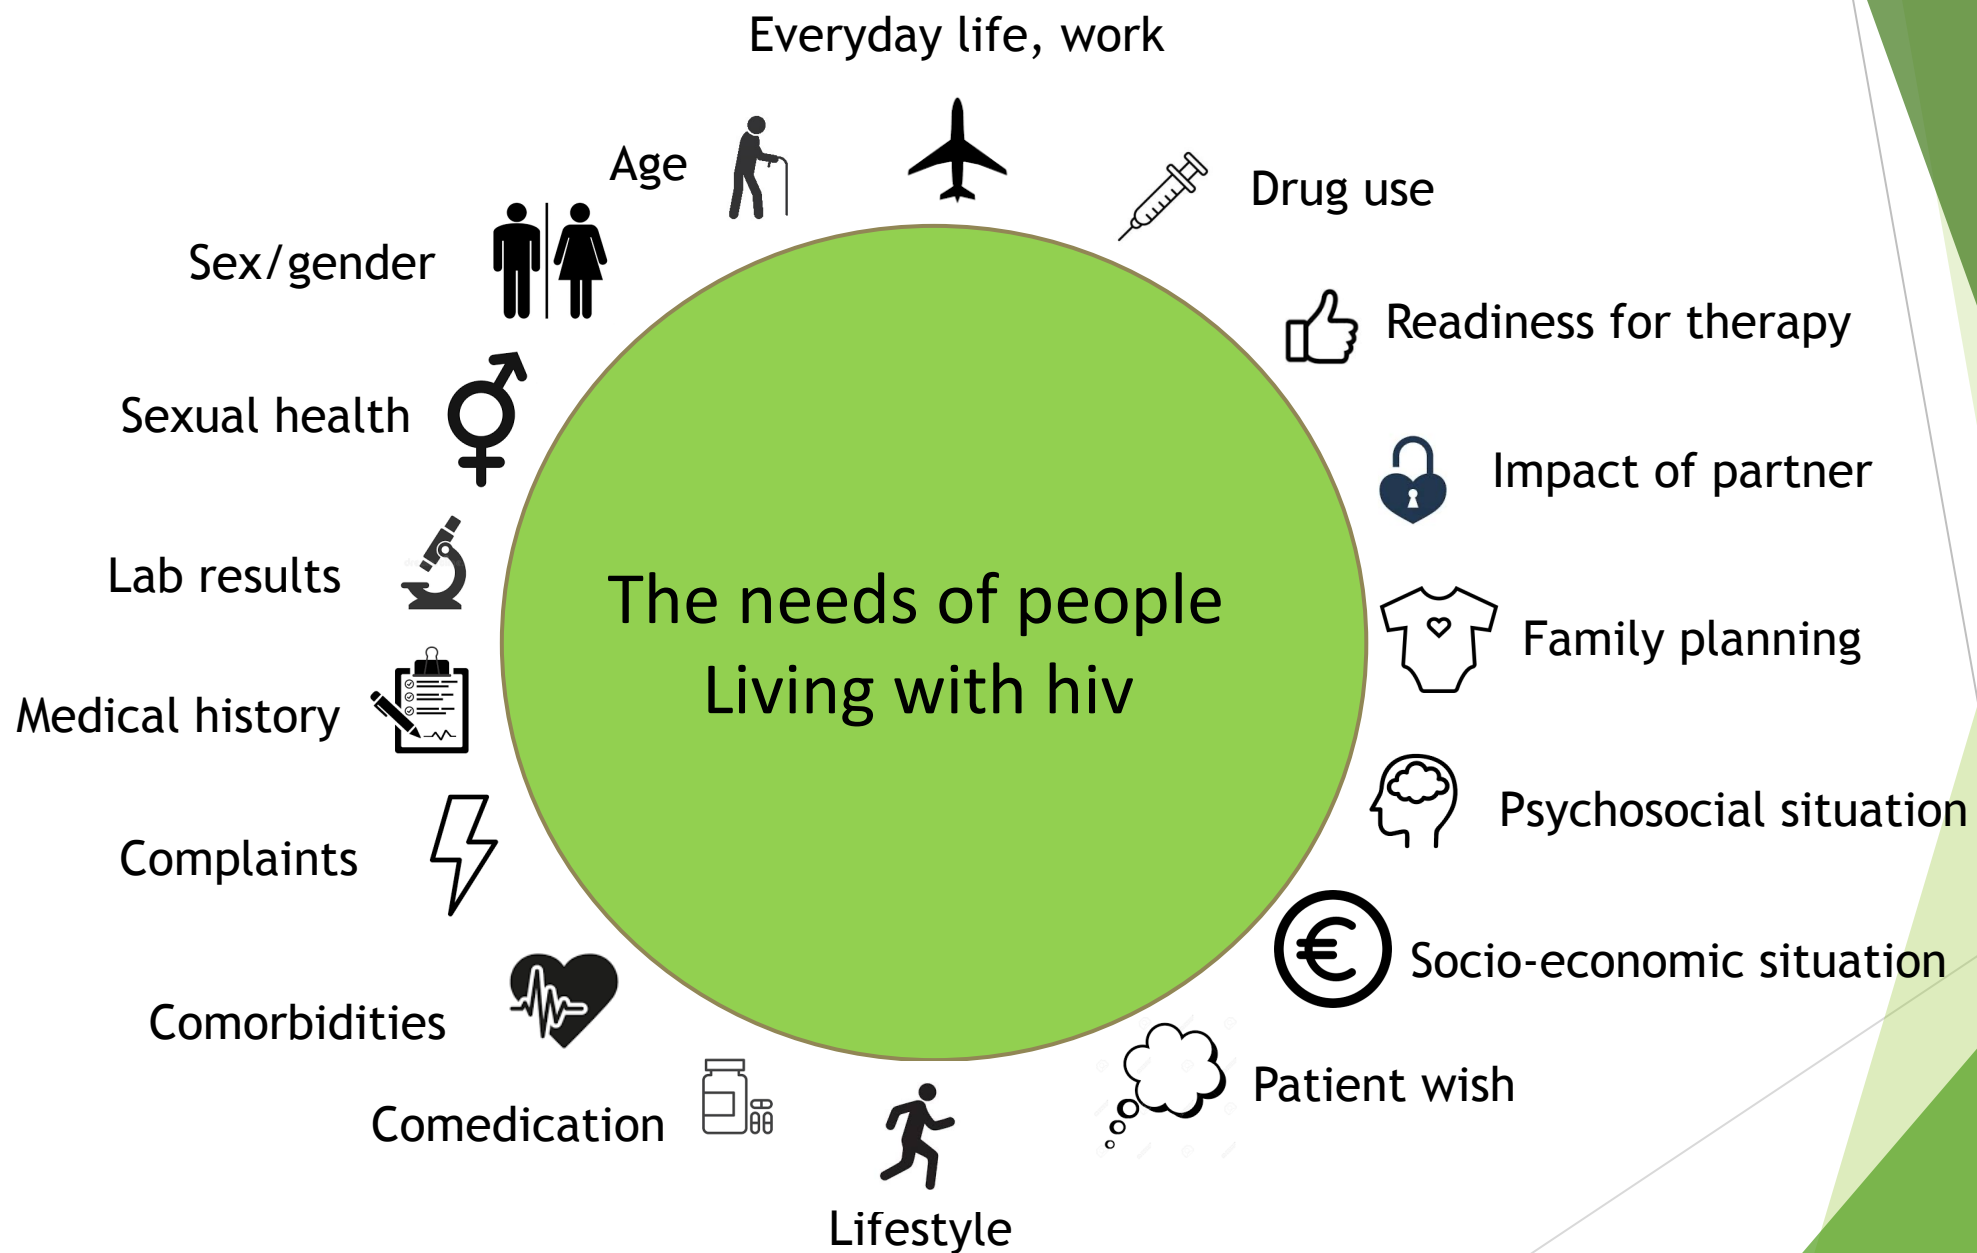 Everyday life, work
Age
Drug use
Sex/gender
Readiness for therapy
Sexual health
Impact of partner
Lab results
The needs of people
Living with hiv
Family planning
Medical history
Psychosocial situation
Complaints
Socio-economic situation
Comorbidities
Patient wish
Comedication
Lifestyle